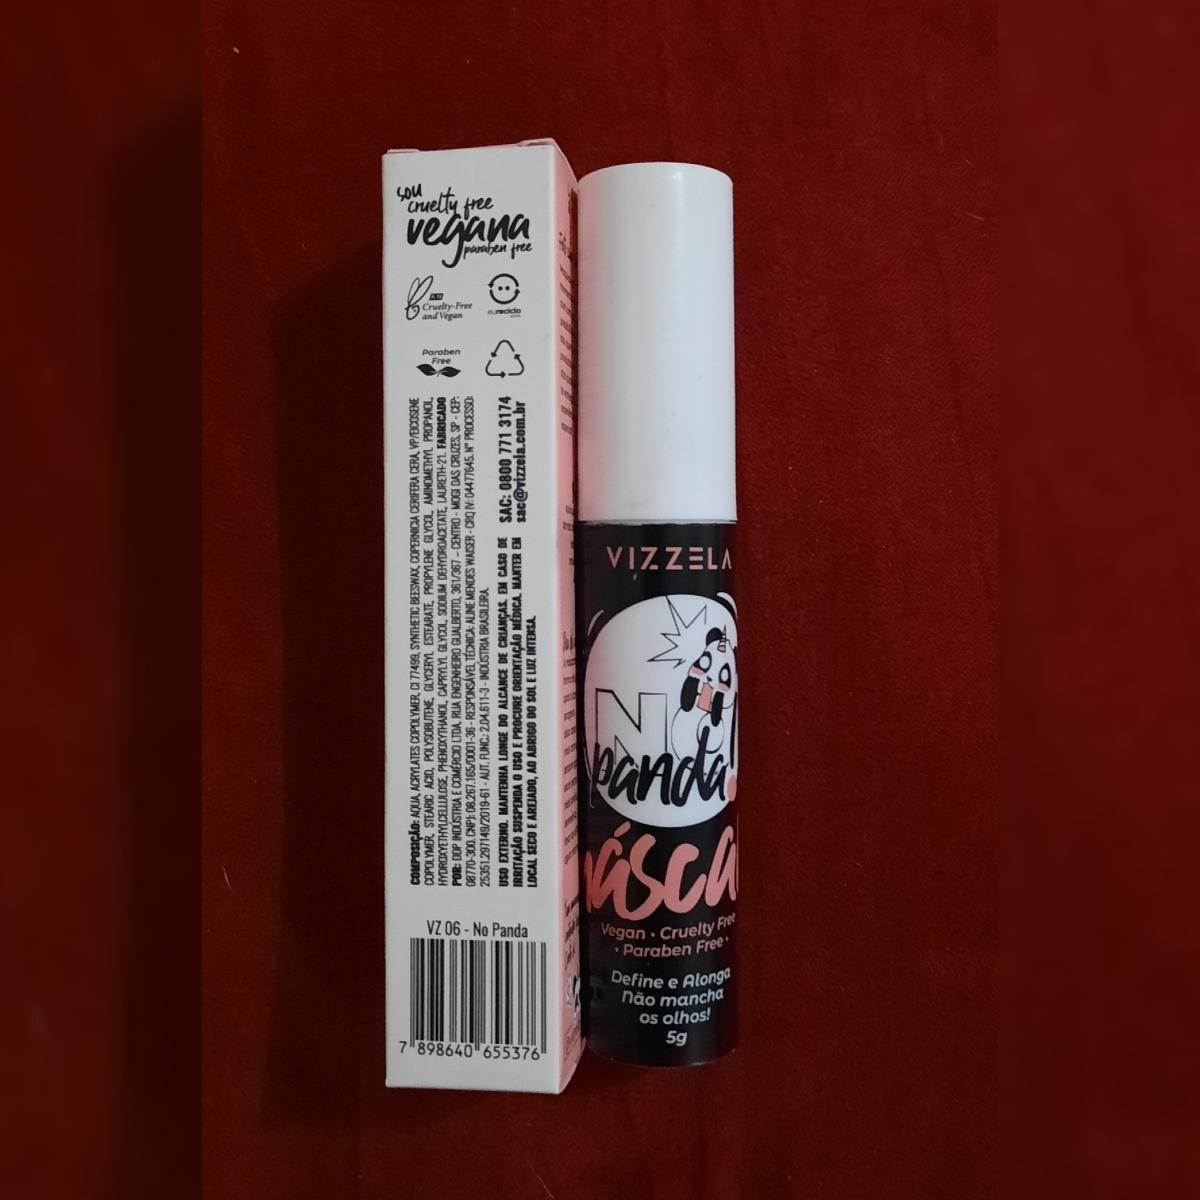 sou
cruelty free
vegana
paraben free
Cruelty-Free
and Vegan
eureciclo
Paraben
Free
COMPOSIÇÃO: AQUA, ACRYLATES COPOLYMER, CI 77499, SYNTHETIC BEESWAX, COPERNICIA CERIFERA CERA, VP/EICOSENE
COPOLYMER, STEARIC ACID, POLYISOBUTENE, GLYCERYL ESTEARATE, PROPYLENE GLYCOL, AMINOMETHYL PROPANOL,
HYDROXYETHYLCELLULOSE, PHENOXYTHANOL, CAPRYLYL GLYCOL, SODIUM DEHYDROACETATE, LAURETH-21. FABRICADO
POR: DDP INDÚSTRIA E COMÉRCIO LTDA. RUA ENGENHEIRO GUALBERTO, 361/367 – CENTRO - MOGI DAS CRUZES, SP - CEP:
08770-300. CNPJ: 08.267.165/0001-36 - RESPONSÁVEL TÉCNICA: ALINE MENDES WAISER - CRQ IV: 04477645. Nº PROCESSO:
25351.297149/2019-61 - AUT. FUNC.: 2.04.611-3 - INDÚSTRIA BRASILEIRA.
USO EXTERNO. MANTENHA LONGE DO ALCANCE DE CRIANÇAS. EM CASO DE
IRRITAÇÃO SUSPENDA O USO E PROCURE ORIENTAÇÃO MÉDICA. MANTER EM
LOCAL SECO E AREJADO, AO ABRIGO DO SOL E LUZ INTENSA.
SAC: 0800 771 3174
sac@vizzela.com.br
VZ 06 - No Panda
7 898640 655376
VIZZELA
NO
panda!
másca
Vegan · Cruelty Free
· Paraben Free ·
Define e Alonga
Não mancha
os olhos!
5g